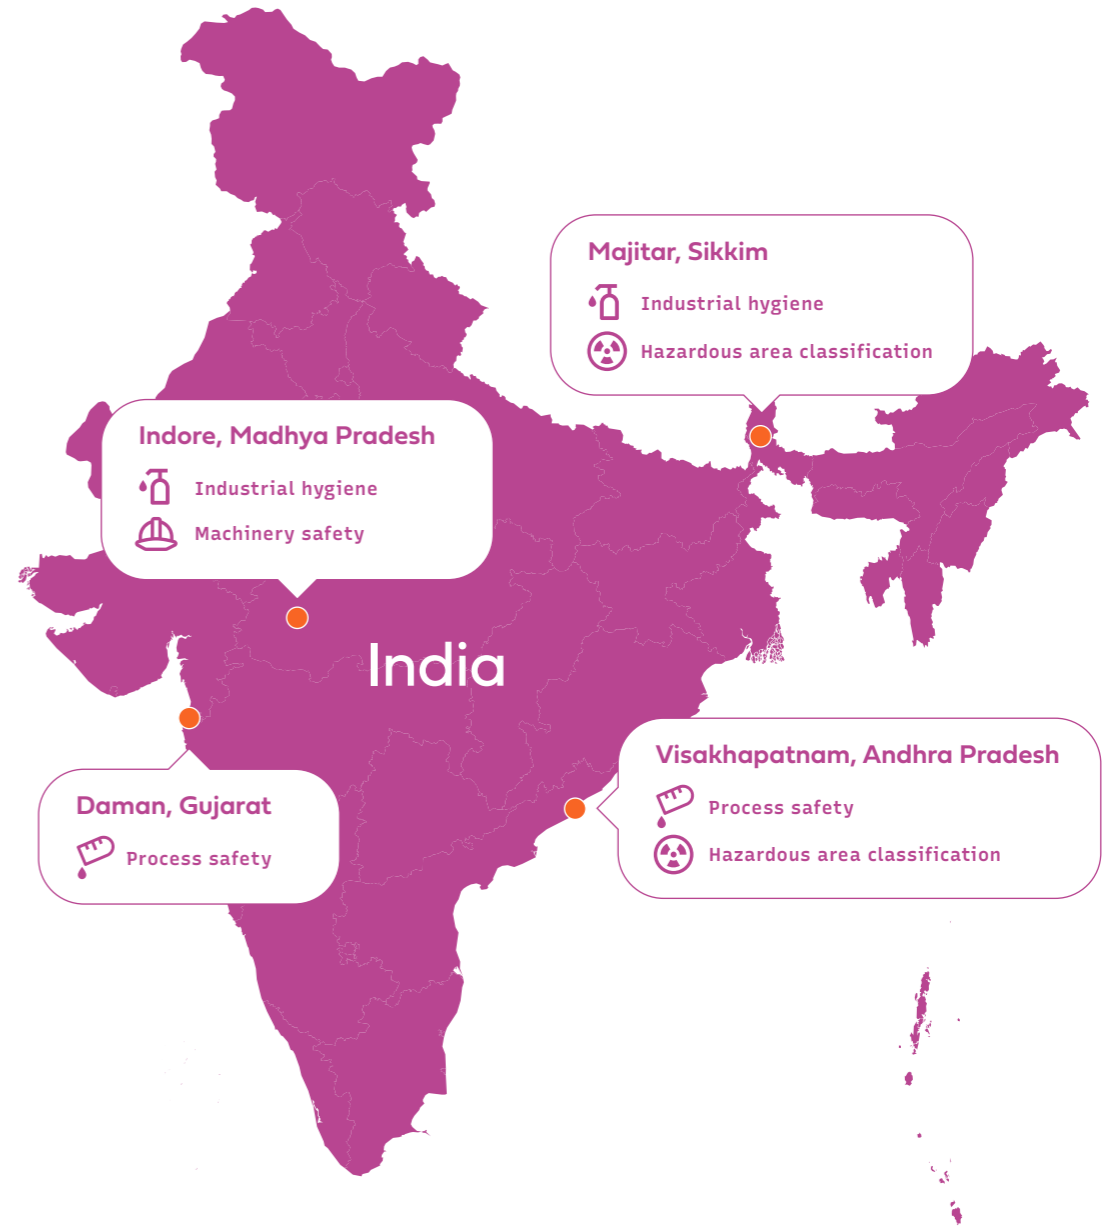 Majitar, Sikkim
Industrial hygiene
Hazardous area classification
Indore, Madhya Pradesh
Industrial hygiene
Machinery safety
India
Visakhapatnam, Andhra Pradesh
Process safety
Hazardous area classification
Daman, Gujarat
Process safety